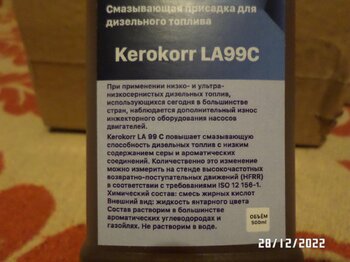 Смазывающая присадка для
дизельного топлива
Kerokorr LA99C
При применении низко- и ультра-
низкосернистых дизельных топлив,
использующихся сегодня в большинстве
стран, наблюдается дополнительный износ
инжекторного оборудования насосов
двигателей.
Kerokorr LA 99 C повышает смазывающую
способность дизельных топлив с низким
содержанием серы и ароматических
соединений. Количественно это изменение
можно измерить на стенде высокочастотных
возвратно-поступательных движений (HFRR)
в соответствии с требованиями ISO 12 156-1.
Химический состав: смесь жирных кислот
Внешний вид: жидкость янтарного цвета
Состав растворим в большинстве
ароматических углеводородах и
газойлях. Не растворим в воде.
ОБЪЁМ
500ml
28/12/2022